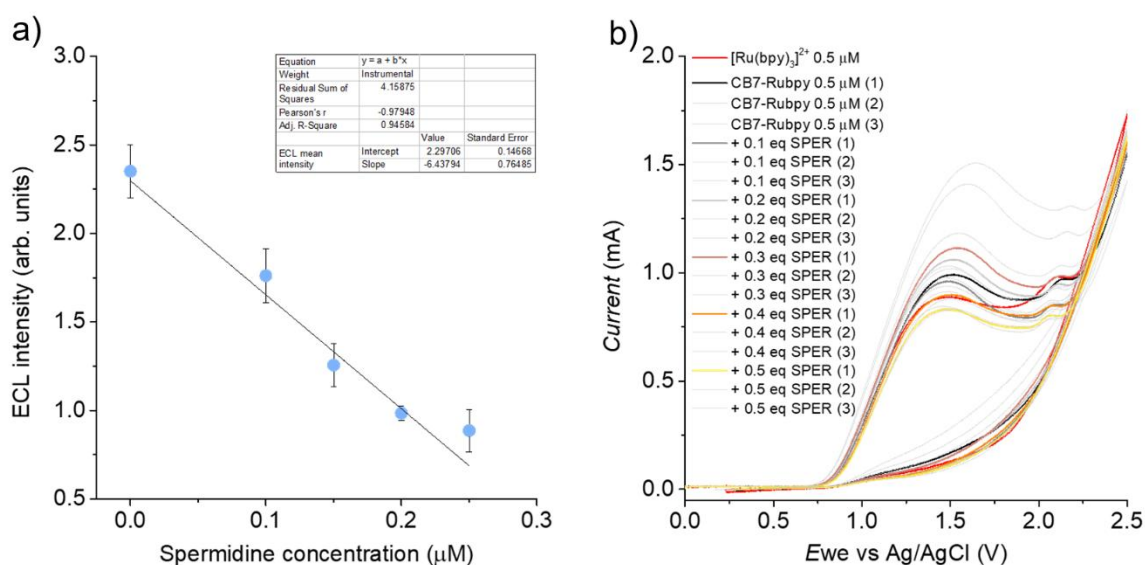 a)
ECL intensity (arb. units)
3.0
2.5
2.0
1.5
1.0
0.5
0.0
0.1
0.2
0.3
Spermidine concentration (μM)
Equation y = a + b*x
Weight Instrumental
Residual Sum of Squares 4.15875
Pearson's r -0.97948
Adj. R-Square 0.94584
Value Standard Error
ECL mean intensity Intercept 2.29706 0.14668
Slope -6.43794 0.76485
b)
Current (mA)
2.0
1.5
1.0
0.5
0.0
[Ru(bpy)₃]²⁺ 0.5 μM
CB7-Rubpy 0.5 μM (1)
CB7-Rubpy 0.5 μM (2)
CB7-Rubpy 0.5 μM (3)
+ 0.1 eq SPER (1)
+ 0.1 eq SPER (2)
+ 0.1 eq SPER (3)
+ 0.2 eq SPER (1)
+ 0.2 eq SPER (2)
+ 0.2 eq SPER (3)
+ 0.3 eq SPER (1)
+ 0.3 eq SPER (2)
+ 0.3 eq SPER (3)
+ 0.4 eq SPER (1)
+ 0.4 eq SPER (2)
+ 0.4 eq SPER (3)
+ 0.5 eq SPER (1)
+ 0.5 eq SPER (2)
+ 0.5 eq SPER (3)
0.0
0.5
1.0
1.5
2.0
2.5
Ewe vs Ag/AgCl (V)